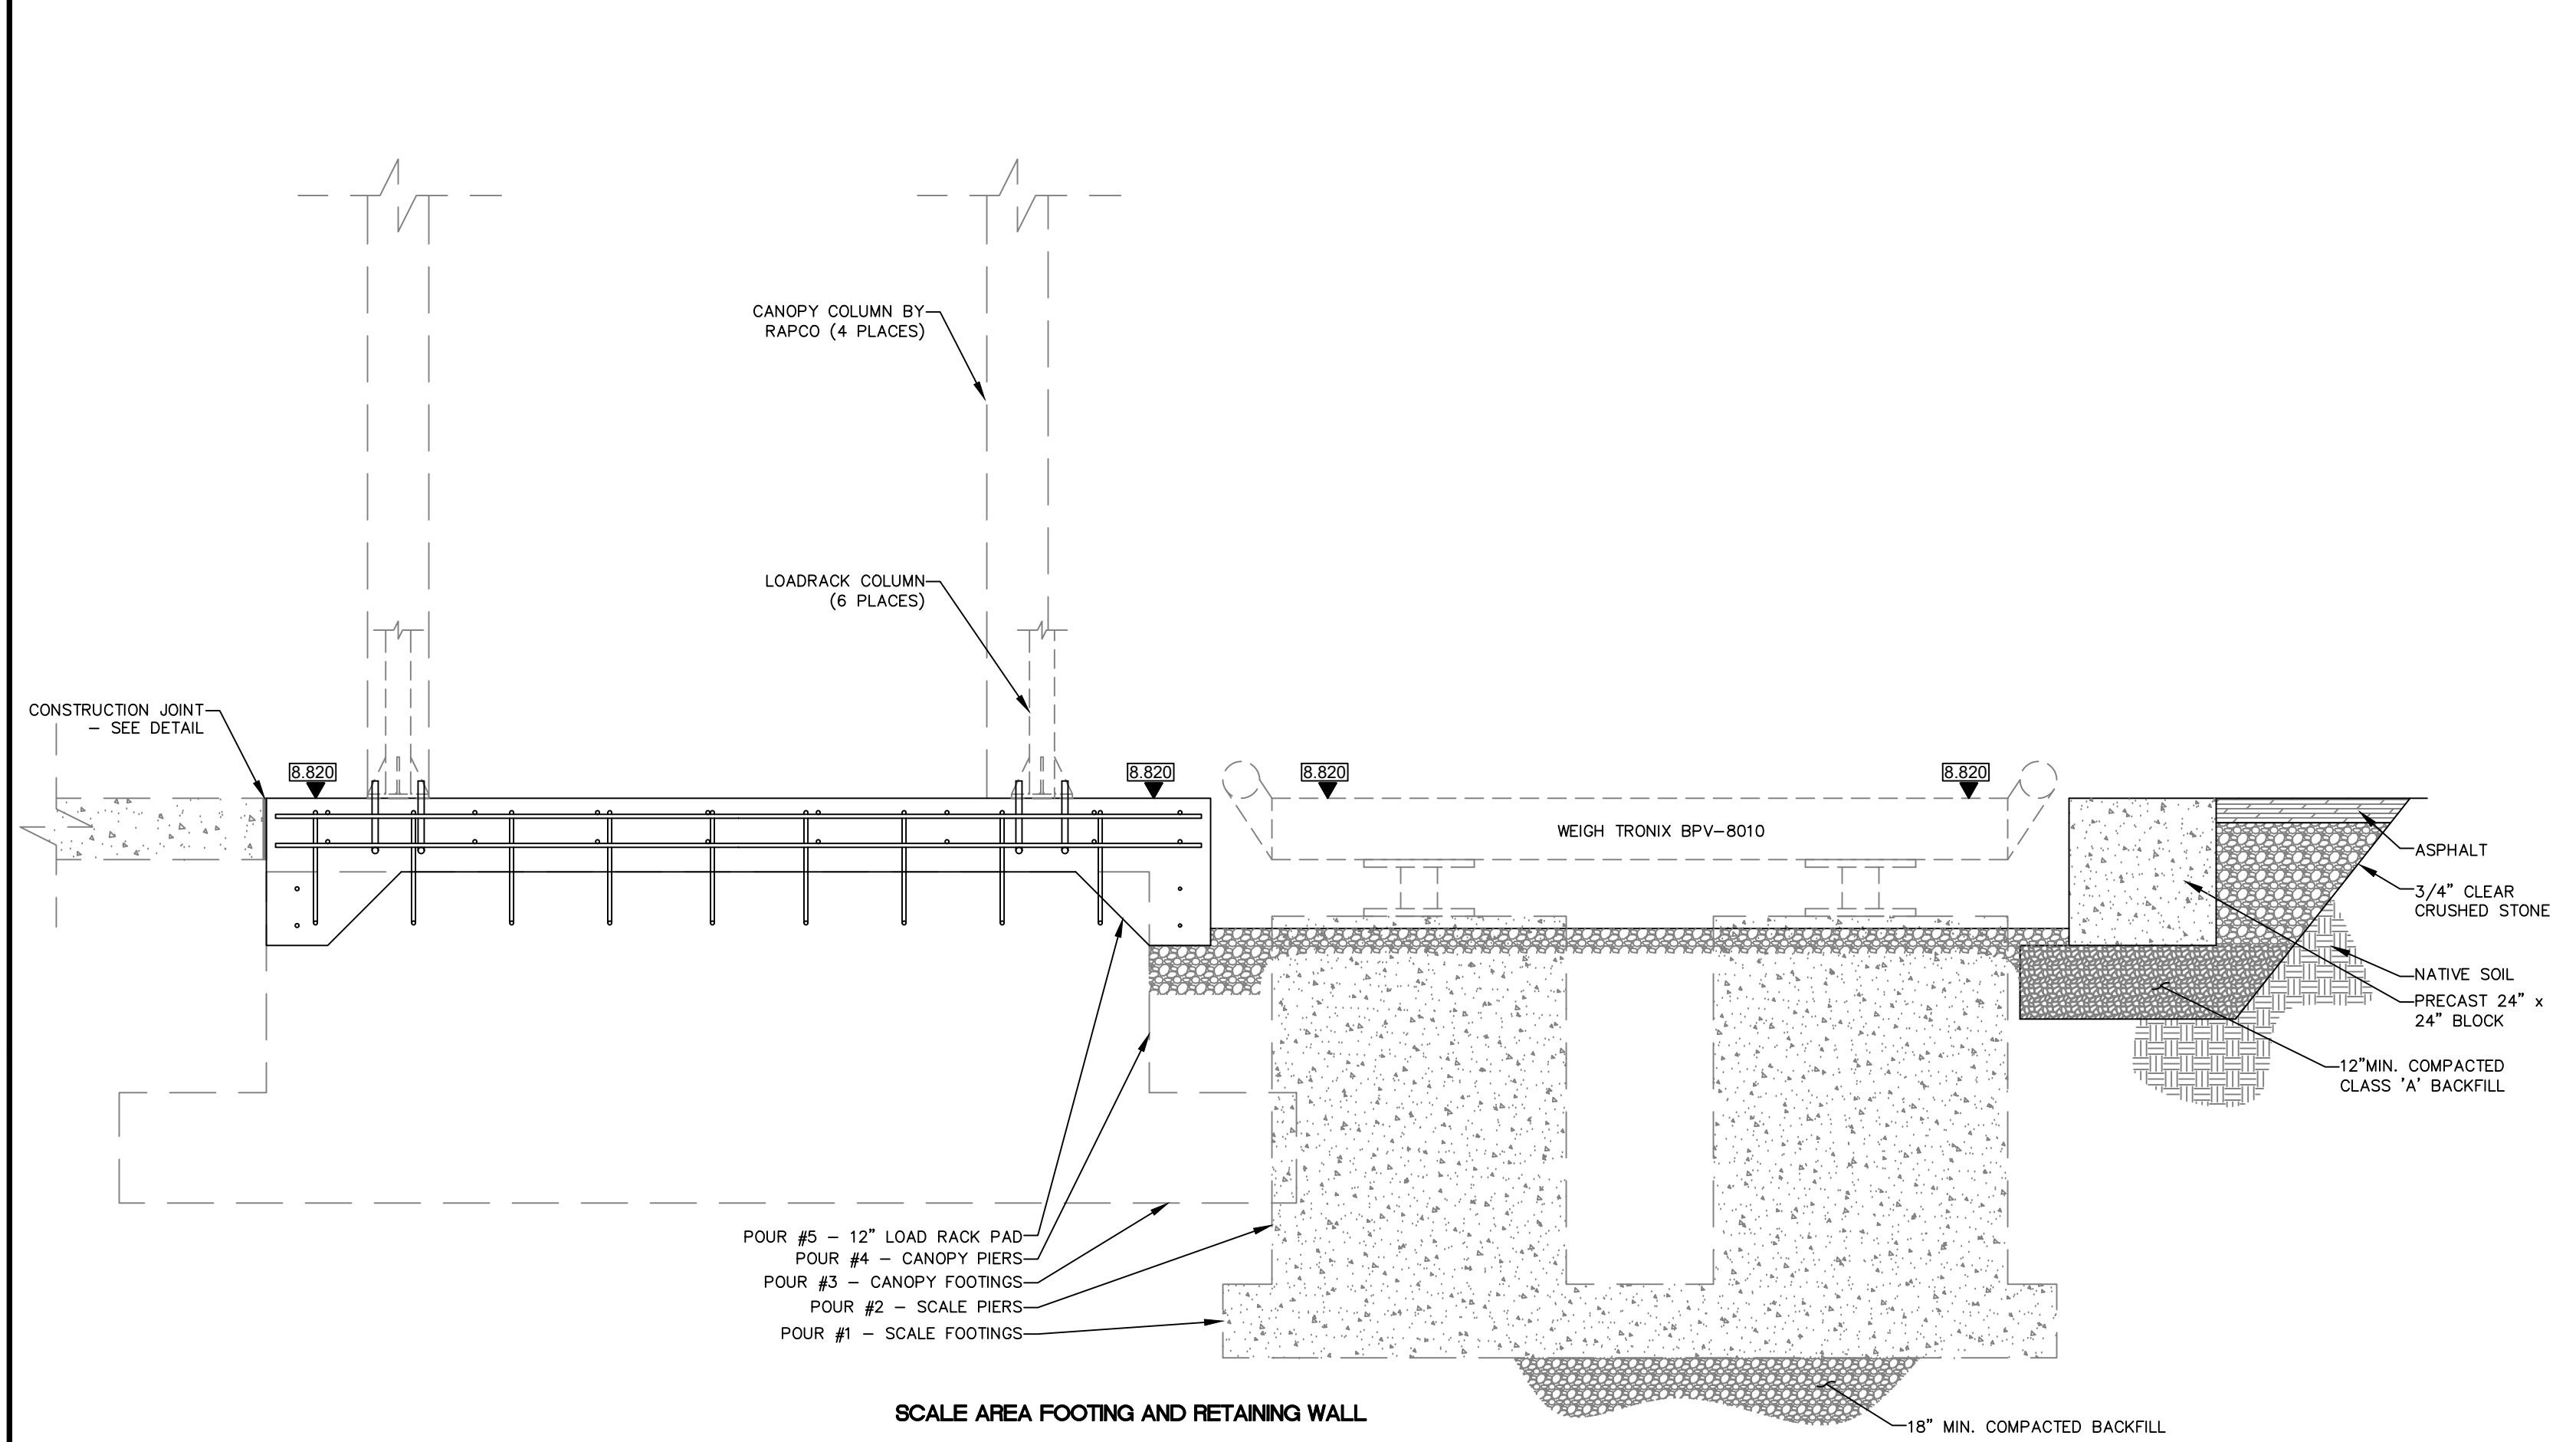 CANOPY COLUMN BY
RAPCO (4 PLACES)
LOADRACK COLUMN
(6 PLACES)
CONSTRUCTION JOINT
– SEE DETAIL
8.820
8.820
8.820
8.820
WEIGH TRONIX BPV–8010
ASPHALT
3/4" CLEAR
CRUSHED STONE
NATIVE SOIL
PRECAST 24" x
24" BLOCK
12"MIN. COMPACTED
CLASS 'A' BACKFILL
POUR #5 – 12" LOAD RACK PAD
POUR #4 – CANOPY PIERS
POUR #3 – CANOPY FOOTINGS
POUR #2 – SCALE PIERS
POUR #1 – SCALE FOOTINGS
SCALE AREA FOOTING AND RETAINING WALL
18" MIN. COMPACTED BACKFILL